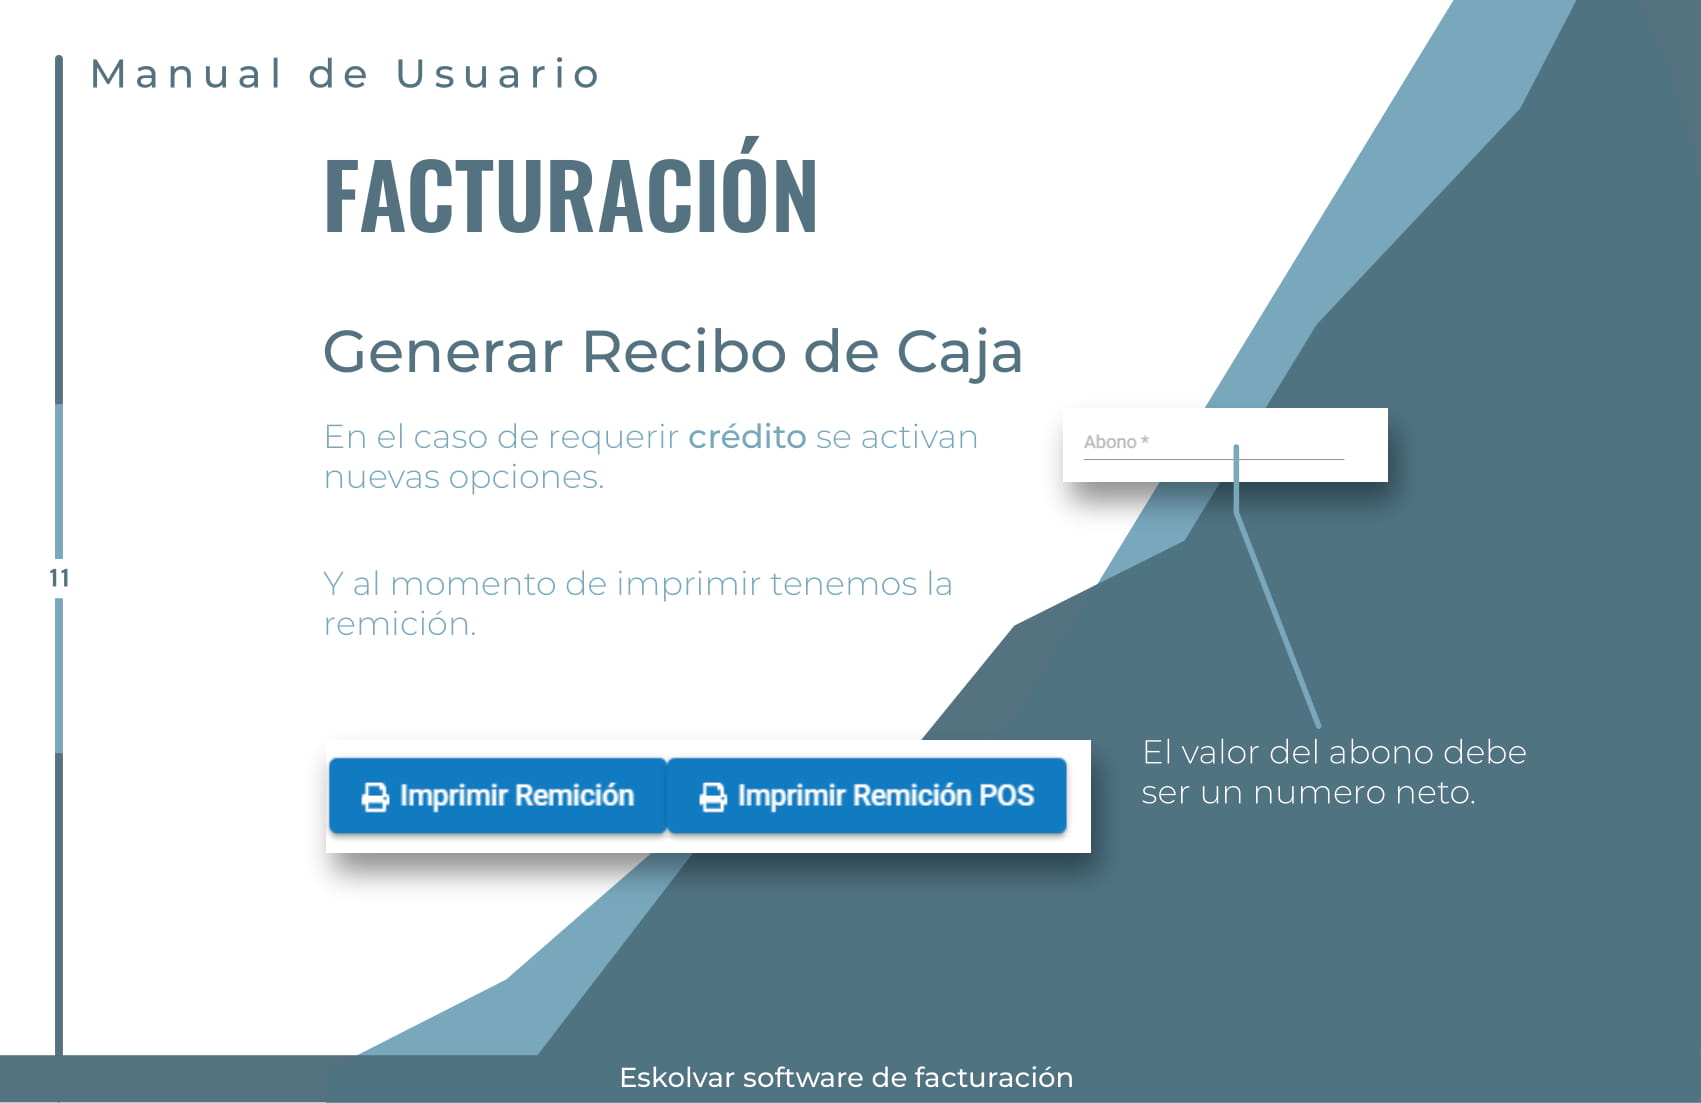 Manual de Usuario
FACTURACIÓN
Generar Recibo de Caja
En el caso de requerir crédito se activan
nuevas opciones.
Abono *
11
Y al momento de imprimir tenemos la
remición.
El valor del abono debe
ser un numero neto.
Imprimir Remición
Imprimir Remición POS
Eskolvar software de facturación